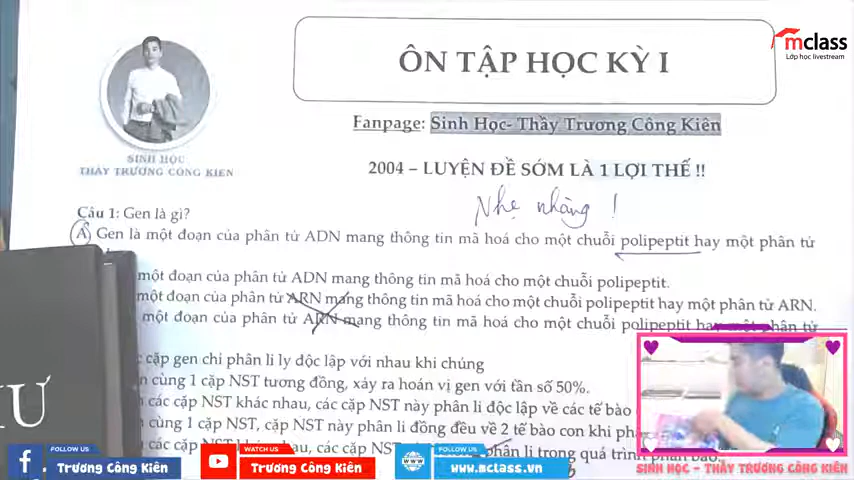 ÔN TẬP HỌC KỲ I
mclass
Lớp học livestream
Fanpage: Sinh Học- Thầy Trương Công Kiên
SINH HỌC
THẦY TRƯƠNG CÔNG KIÊN
2004 – LUYỆN ĐỀ SỚM LÀ 1 LỢI THẾ !!
Nhẹ nhàng !
Câu 1: Gen là gì?
A. Gen là một đoạn của phân tử ADN mang thông tin mã hoá cho một chuỗi polipeptit hay một phân tử
một đoạn của phân tử ADN mang thông tin mã hoá cho một chuỗi polipeptit.
một đoạn của phân tử ARN mang thông tin mã hoá cho một chuỗi polipeptit hay một phân tử ARN.
một đoạn của phân tử ARN mang thông tin mã hoá cho một chuỗi polipeptit hay một phân tử
cặp gen chi phân li ly độc lập với nhau khi chúng
cùng 1 cặp NST tương đồng, xảy ra hoán vị gen với tần số 50%.
các cặp NST khác nhau, các cặp NST này phân li độc lập về các tế bào
cùng 1 cặp NST, cặp NST này phân li đồng đều về 2 tế bào con khi
các cặp NST khác nhau, các cặp NST phân li trong quá trình phân bào.
Ư
FOLLOW US
Trương Công Kiên
WATCH US
Trương Công Kiên
FOLLOW US
www.mclass.vn
SINH HỌC - THẦY TRƯƠNG CÔNG KIÊN